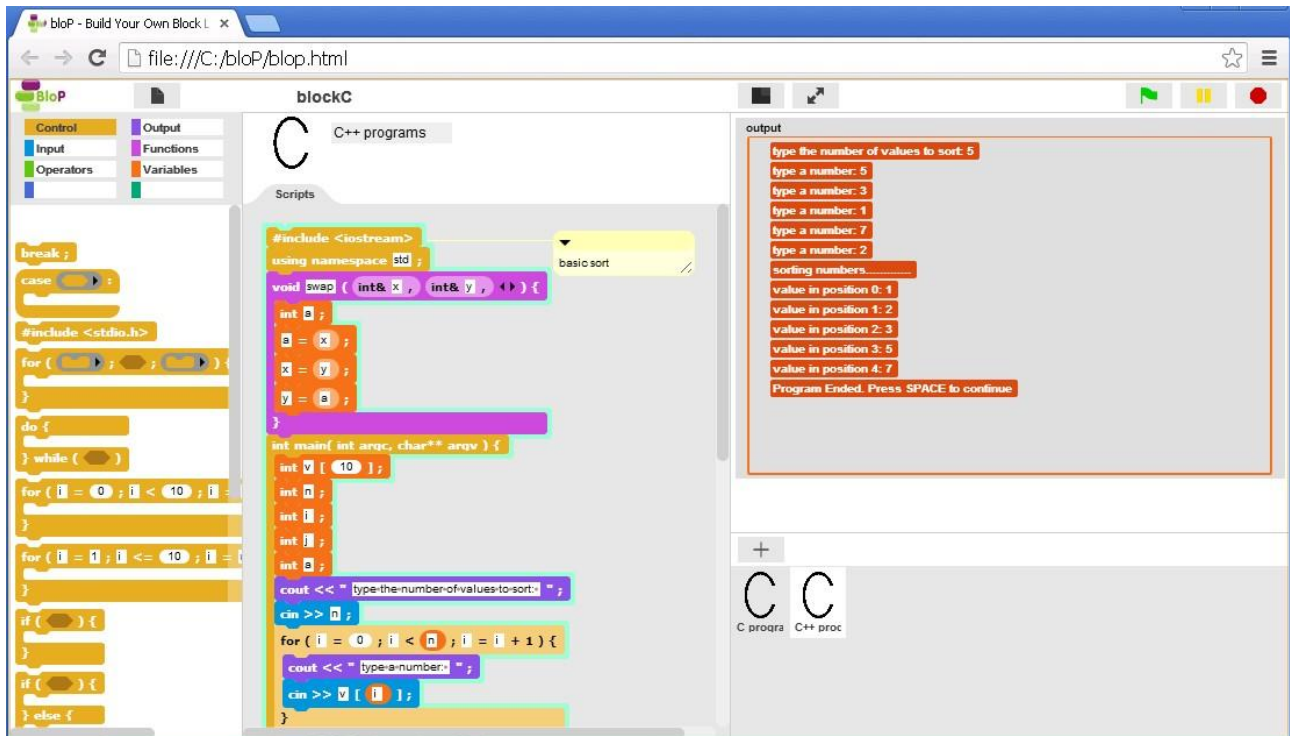 bloP - Build Your Own Block L
file:///C:/bloP/blop.html
BloP
blockC
Control
Output
Input
Functions
Operators
Variables
break ;
case :
#include <stdio.h>
for ( ; ; ) {
}
do {
} while ( )
for ( i = 0 ; i < 10 ; i =
}
for ( i = 1 ; i <= 10 ; i =
}
if ( ) {
}
if ( ) {
} else {
C++ programs
Scripts
#include <iostream>
using namespace std ;
void swap ( int& x , int& y , ) {
int a ;
a = x ;
x = y ;
y = a ;
}
int main( int argc, char** argv ) {
int v [ 10 ] ;
int n ;
int i ;
int j ;
int a ;
cout << " type·the·number·of·values·to·sort:· " ;
cin >> n ;
for ( i = 0 ; i < n ; i = i + 1 ) {
cout << " type·a·number:· " ;
cin >> v [ i ] ;
}
basic sort
output
type the number of values to sort: 5
type a number: 5
type a number: 3
type a number: 1
type a number: 7
type a number: 2
sorting numbers.............
value in position 0: 1
value in position 1: 2
value in position 2: 3
value in position 3: 5
value in position 4: 7
Program Ended. Press SPACE to continue
C
C
C progra
C++ proc